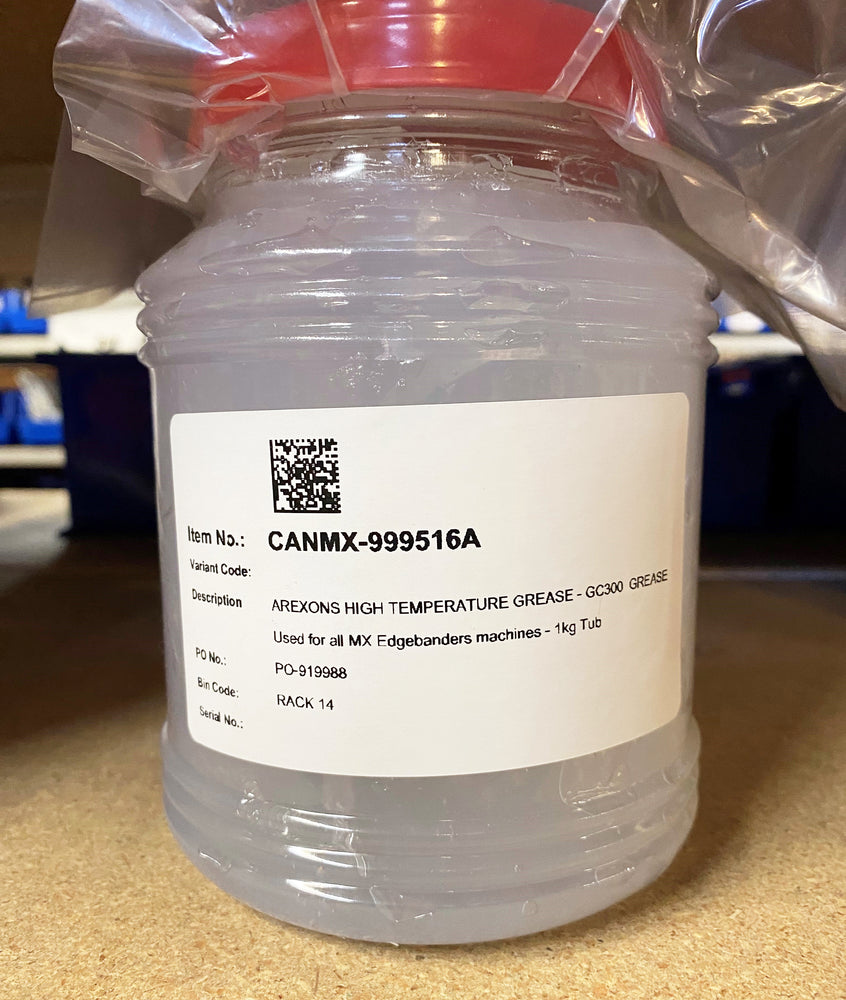 Item No.: CANMX-999516A
Variant Code:
Description AREXONS HIGH TEMPERATURE GREASE - GC300 GREASE
Used for all MX Edgebanders machines - 1kg Tub
PO No.: PO-919988
Bin Code: RACK 14
Serial No.: